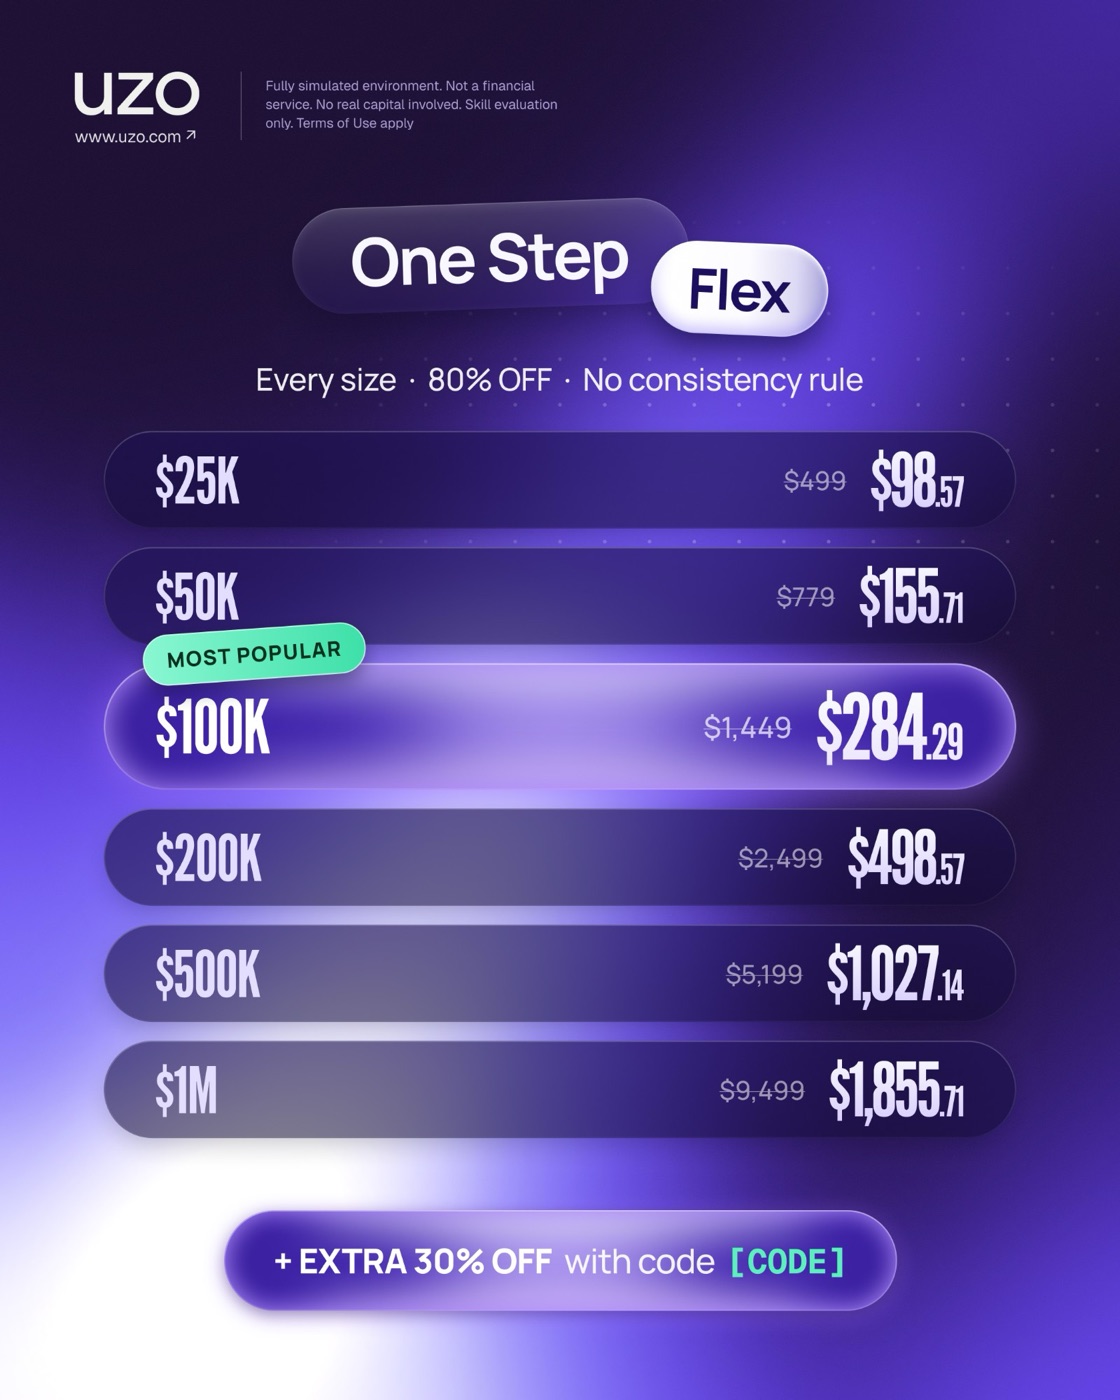 uzo
www.uzo.com ↗
Fully simulated environment. Not a financial
service. No real capital involved. Skill evaluation
only. Terms of Use apply
One Step
Flex
Every size · 80% OFF · No consistency rule
$25K $499 $98.57
$50K $779 $155.71
MOST POPULAR
$100K $1,449 $284.29
$200K $2,499 $498.57
$500K $5,199 $1,027.14
$1M $9,499 $1,855.71
+ EXTRA 30% OFF with code [CODE]